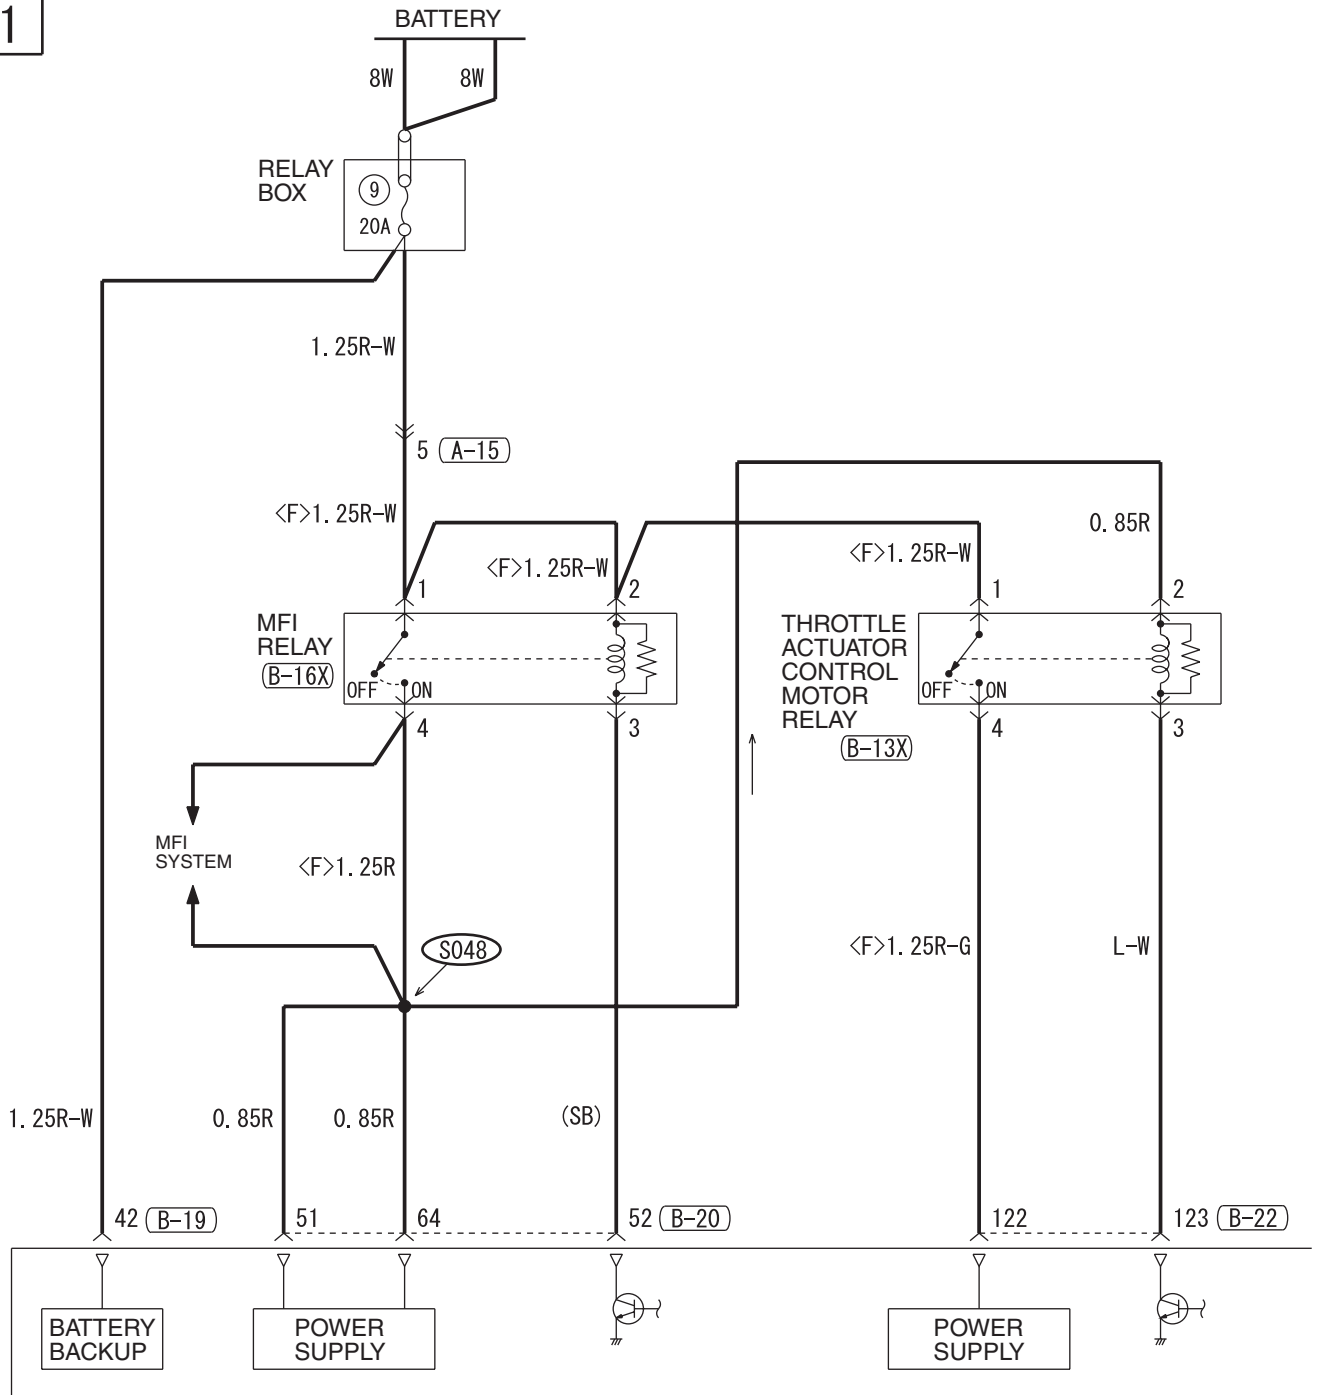 1
BATTERY
8W
8W
RELAY
BOX
9
20A
1.25R-W
5 A-15
<F>1.25R-W
0.85R
<F>1.25R-W
<F>1.25R-W
1
2
1
2
MFI
RELAY
B-16X
OFF
ON
THROTTLE
ACTUATOR
CONTROL
MOTOR
RELAY
B-13X
OFF
ON
4
3
4
3
MFI
SYSTEM
<F>1.25R
S048
<F>1.25R-G
L-W
1.25R-W
0.85R
0.85R
(SB)
42 B-19
51
64
52 B-20
122
123 B-22
BATTERY
BACKUP
POWER
SUPPLY
POWER
SUPPLY